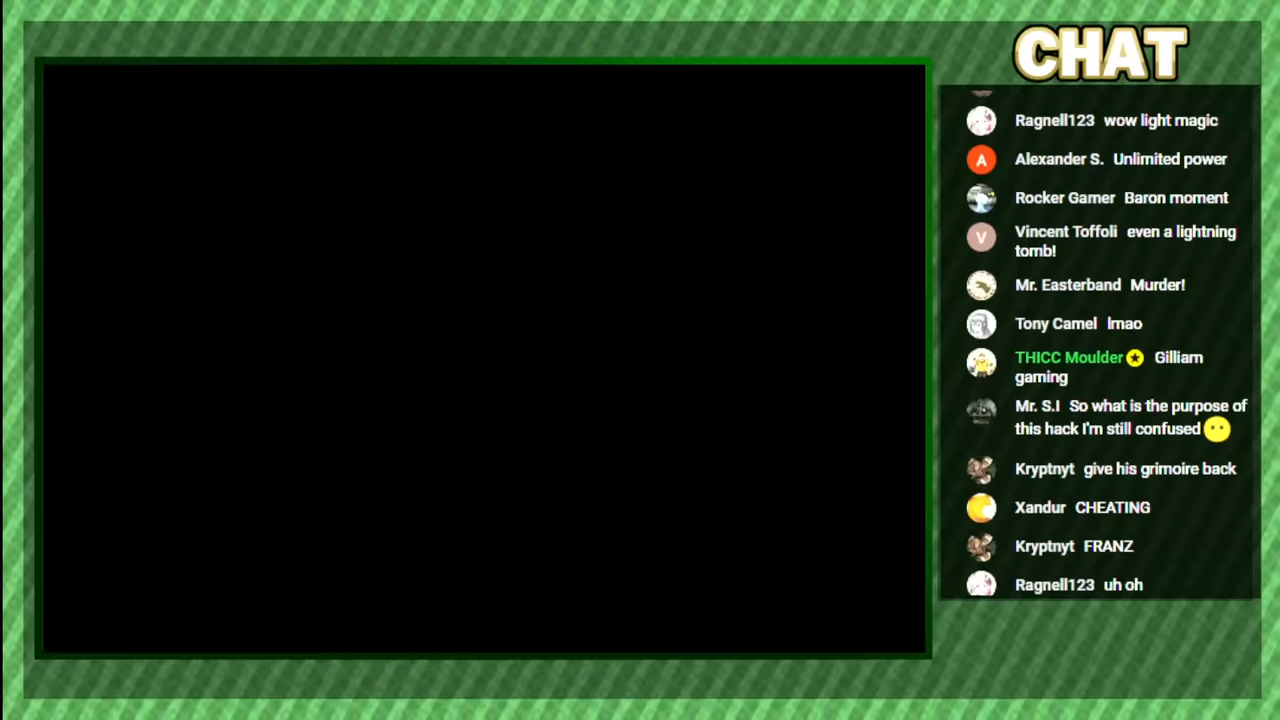 CHAT
Ragnell123 wow light magic
A Alexander S. Unlimited power
Rocker Gamer Baron moment
V Vincent Toffoli even a lightning
tomb!
Mr. Easterband Murder!
Tony Camel lmao
THICC Moulder Gilliam
gaming
Mr. S.I So what is the purpose of
this hack I'm still confused
Kryptnyt give his grimoire back
Xandur CHEATING
Kryptnyt FRANZ
Ragnell123 uh oh